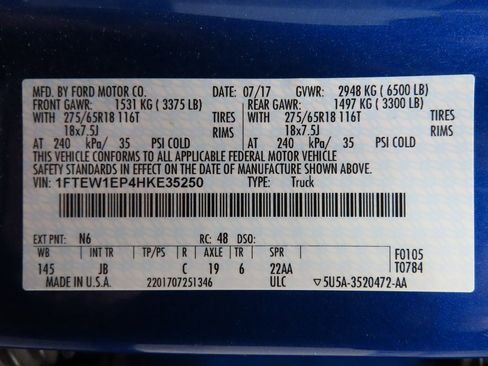 MFD. BY FORD MOTOR CO. DATE: 07/17 GVWR: 2948 KG (6500 LB)
FRONT GAWR: 1531 KG (3375 LB) REAR GAWR: 1497 KG (3300 LB)
WITH 275/65R18 116T TIRES WITH 275/65R18 116T TIRES
18x7.5J RIMS 18x7.5J RIMS
AT 240 kPa/ 35 PSI COLD AT 240 kPa/ 35 PSI COLD
THIS VEHICLE CONFORMS TO ALL APPLICABLE FEDERAL MOTOR VEHICLE
SAFETY STANDARDS IN EFFECT ON THE DATE OF MANUFACTURE SHOWN ABOVE.
VIN: 1FTEW1EP4HKE35250 TYPE: Truck
EXT PNT: N6 RC: 48 DSO:
WB INT TR TP/PS R AXLE TR SPR F0105
145 JB C 19 6 22AA T0784
MADE IN U.S.A. 2201707251346 ULC ▽5U5A-3520472-AA